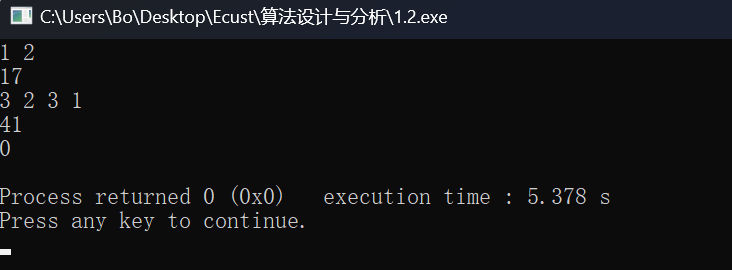 C:\Users\Bo\Desktop\Ecust\算法设计与分析\1.2.exe
1 2
17
3 2 3 1
41
0
Process returned 0 (0x0)   execution time : 5.378 s
Press any key to continue.